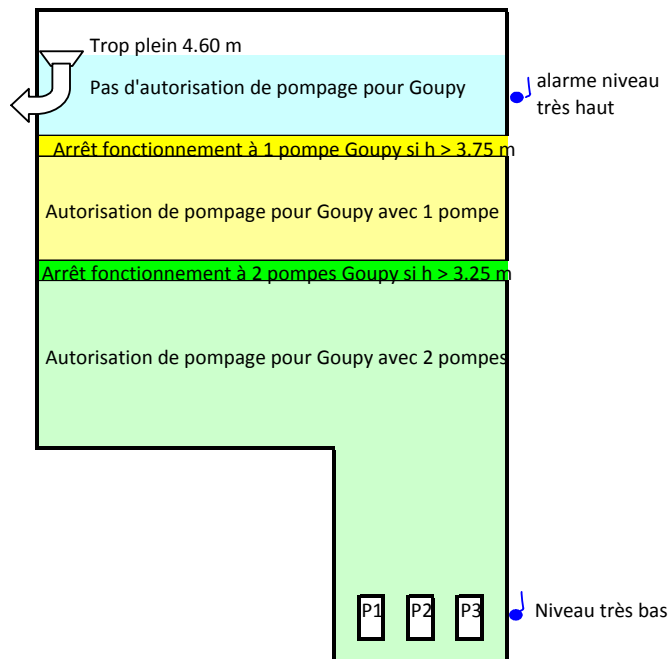 Trop plein 4.60 m
Pas d'autorisation de pompage pour Goupy
alarme niveau
très haut
Arrêt fonctionnement à 1 pompe Goupy si h > 3.75 m
Autorisation de pompage pour Goupy avec 1 pompe
Arrêt fonctionnement à 2 pompes Goupy si h > 3.25 m
Autorisation de pompage pour Goupy avec 2 pompes
P1 P2 P3
Niveau très bas